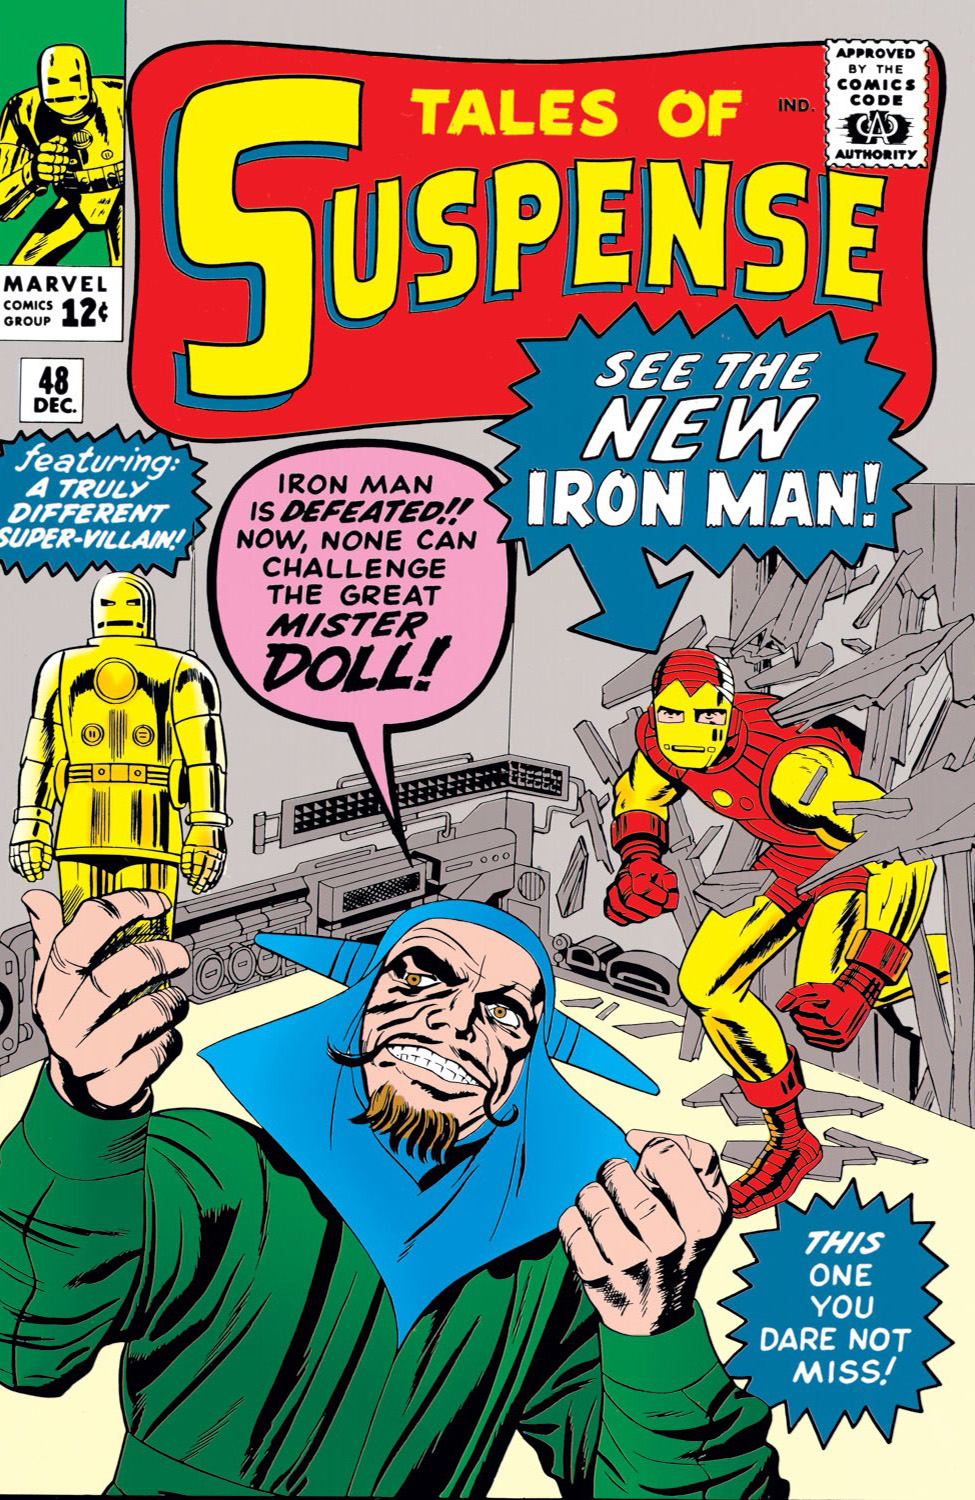 TALES OF
SUSPENSE
IND.
APPROVED
BY THE
COMICS
CODE
CA
AUTHORITY
MARVEL
COMICS
GROUP 12¢
48
DEC.
SEE THE
NEW
IRON MAN!
featuring:
A TRULY
DIFFERENT
SUPER-VILLAIN!
IRON MAN
IS DEFEATED!!
NOW, NONE CAN
CHALLENGE
THE GREAT
MISTER
DOLL!
THIS
ONE
YOU
DARE NOT
MISS!